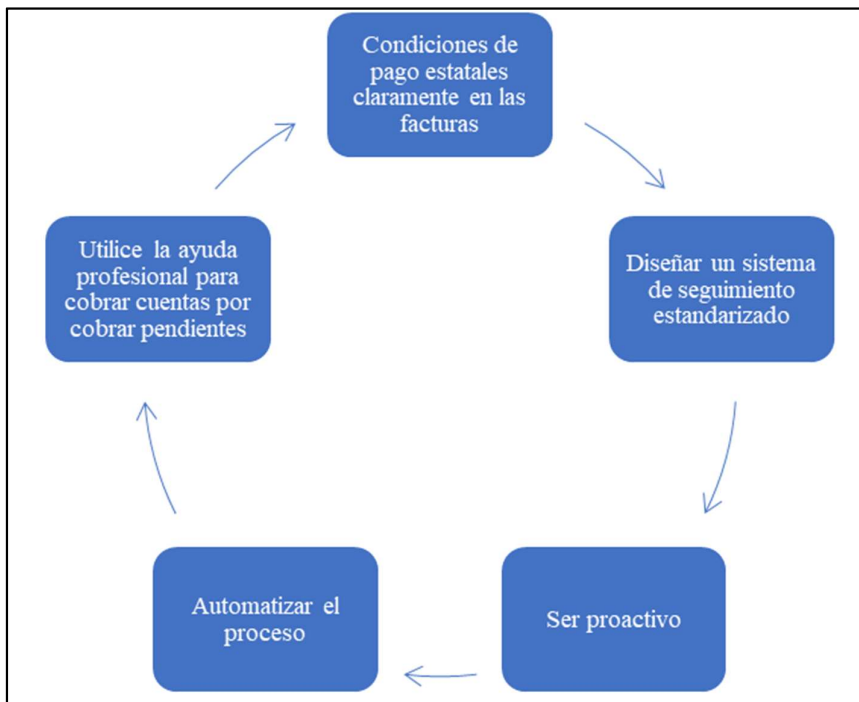 Condiciones de
pago estatales
claramente en las
facturas
Diseñar un sistema
de seguimiento
estandarizado
Ser proactivo
Automatizar el
proceso
Utilice la ayuda
profesional para
cobrar cuentas por
cobrar pendientes